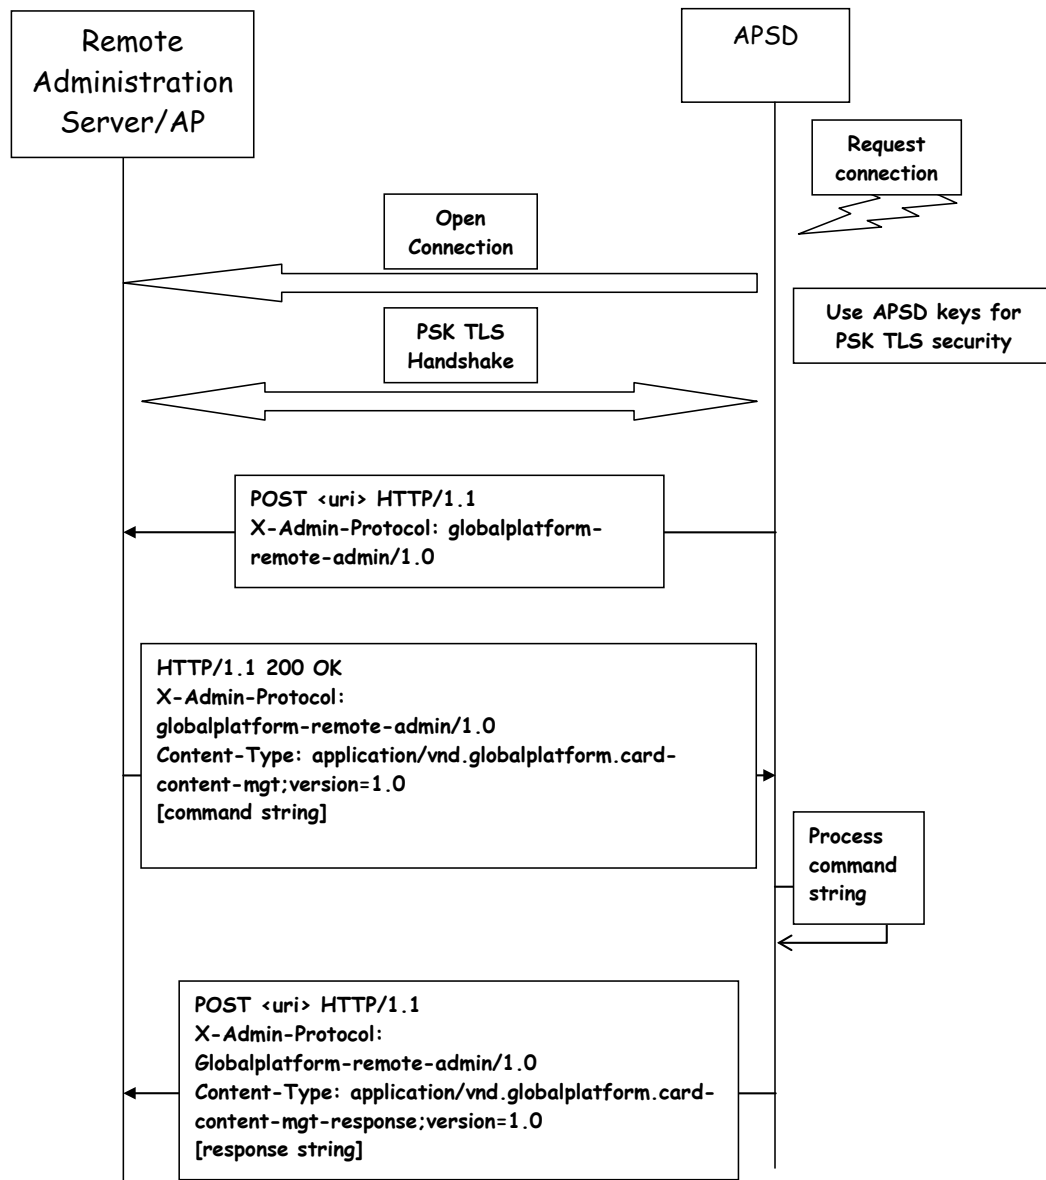 Remote
Administration
Server/AP
APSD
Request
connection
Open
Connection
Use APSD keys for
PSK TLS security
PSK TLS
Handshake
POST <uri> HTTP/1.1
X-Admin-Protocol: globalplatform-
remote-admin/1.0
HTTP/1.1 200 OK
X-Admin-Protocol:
globalplatform-remote-admin/1.0
Content-Type: application/vnd.globalplatform.card-
content-mgt;version=1.0
[command string]
Process
command
string
POST <uri> HTTP/1.1
X-Admin-Protocol:
Globalplatform-remote-admin/1.0
Content-Type: application/vnd.globalplatform.card-
content-mgt-response;version=1.0
[response string]